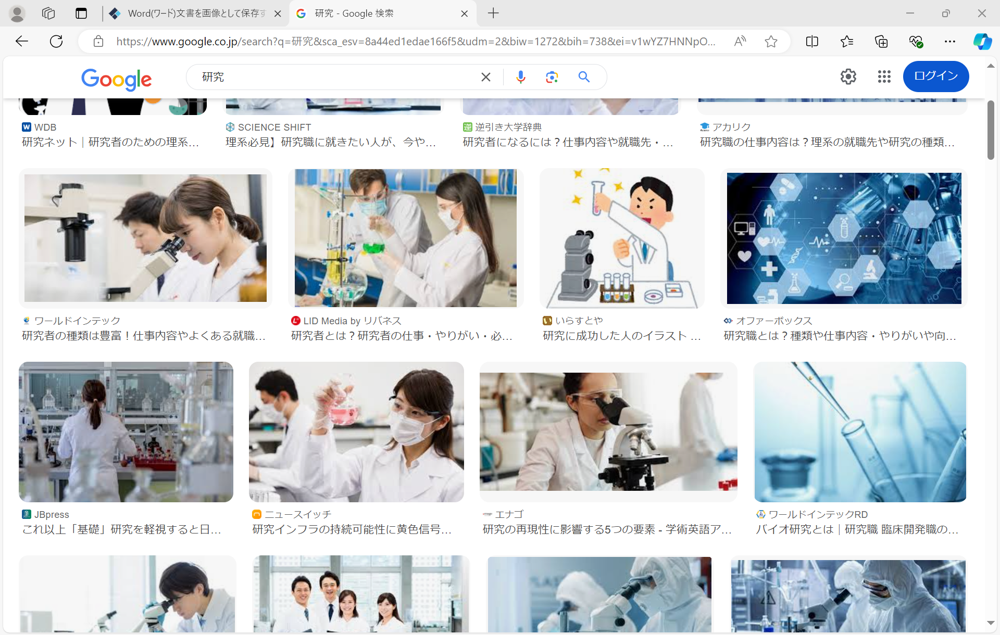 Word(ワード)文書を画像として保存す
研究 - Google 検索
https://www.google.co.jp/search?q=研究&sca_esv=8a44ed1edae166f5&udm=2&biw=1272&bih=738&ei=v1wYZ7HNNpO...
Google
研究
ログイン
WDB
研究ネット｜研究者のための理系...
SCIENCE SHIFT
理系必見】研究職に就きたい人が、今や...
逆引き大学辞典
研究者になるには？仕事内容や就職先・...
アカリク
研究職の仕事内容は？理系の就職先や研究の種類...
ワールドインテック
研究者の種類は豊富！仕事内容やよくある就職...
LID Media by リバネス
研究者とは？研究者の仕事・やりがい・必...
いらすとや
研究に成功した人のイラスト ...
オファーボックス
研究職とは？種類や仕事内容・やりがいや向...
JBpress
これ以上「基礎」研究を軽視すると日...
ニュースイッチ
研究インフラの持続可能性に黄色信号...
エナゴ
研究の再現性に影響する5つの要素 - 学術英語ア...
ワールドインテックRD
バイオ研究とは｜研究職 臨床開発職の...